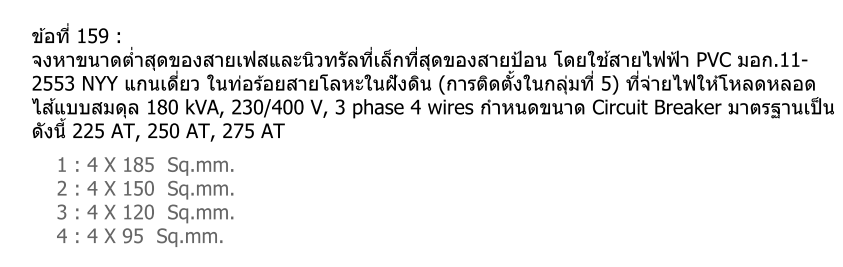 ข้อที่ 159 :
จงหาขนาดต่ำสุดของสายเฟสและนิวทรัลที่เล็กที่สุดของสายป้อน โดยใช้สายไฟฟ้า PVC มอก.11-
2553 NYY แกนเดี่ยว ในท่อร้อยสายโลหะในฝังดิน (การติดตั้งในกลุ่มที่ 5) ที่จ่ายไฟให้โหลดหลอด
ไส้แบบสมดุล 180 kVA, 230/400 V, 3 phase 4 wires กำหนดขนาด Circuit Breaker มาตรฐานเป็น
ดังนี้ 225 AT, 250 AT, 275 AT
1 : 4 X 185 Sq.mm.
2 : 4 X 150 Sq.mm.
3 : 4 X 120 Sq.mm.
4 : 4 X 95 Sq.mm.